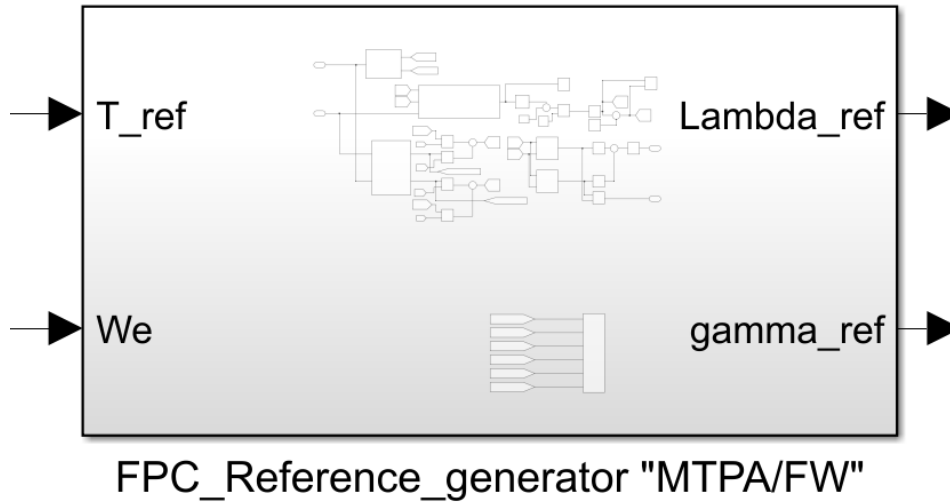 T_ref
Lambda_ref
We
gamma_ref
FPC_Reference_generator "MTPA/FW"